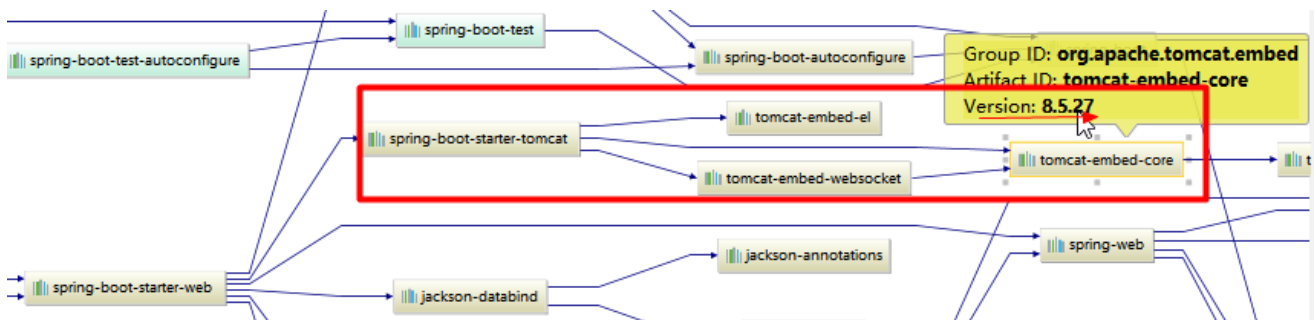 spring-boot-test
spring-boot-test-autoconfigure
spring-boot-autoconfigure
Group ID: org.apache.tomcat.embed
Artifact ID: tomcat-embed-core
Version: 8.5.27
tomcat-embed-el
spring-boot-starter-tomcat
tomcat-embed-core
t
tomcat-embed-websocket
spring-web
jackson-annotations
spring-boot-starter-web
jackson-databind